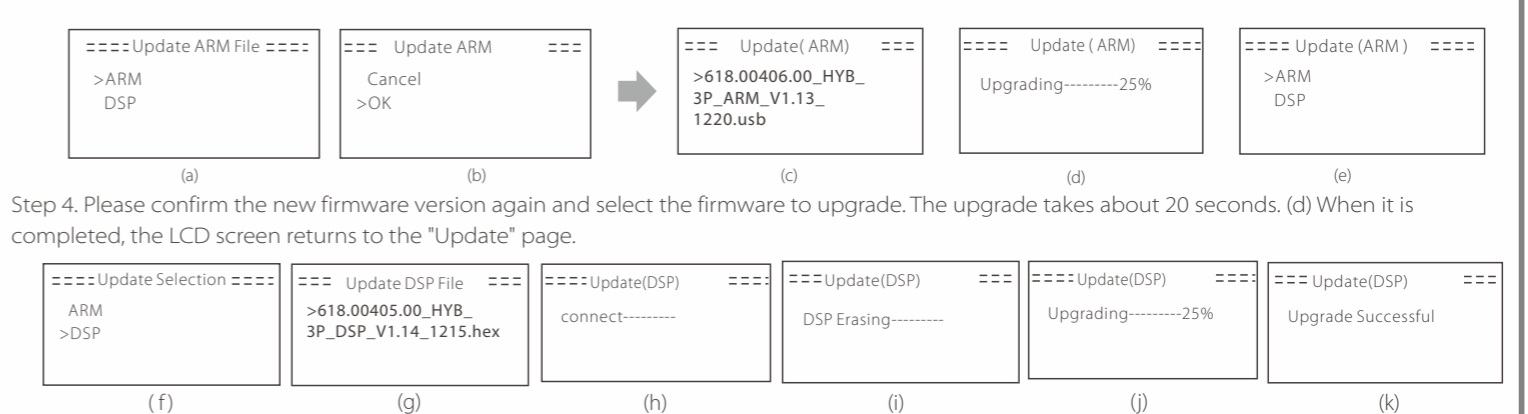 ====Update ARM File ====
>ARM
DSP
(a)
=== Update ARM ===
Cancel
>OK
(b)
=== Update( ARM) ===
>618.00406.00_HYB_
3P_ARM_V1.13_
1220.usb
(c)
==== Update ( ARM) ====
Upgrading---------25%
(d)
==== Update (ARM ) ====
>ARM
DSP
(e)
Step 4. Please confirm the new firmware version again and select the firmware to upgrade. The upgrade takes about 20 seconds. (d) When it is
completed, the LCD screen returns to the "Update" page.
====Update Selection ====
ARM
>DSP
( f )
=== Update DSP File ===
>618.00405.00_HYB_
3P_DSP_V1.14_1215.hex
(g)
====Update(DSP) ====
connect---------
(h)
===Update(DSP) ===
DSP Erasing---------
(i)
====Update(DSP) ====
Upgrading---------25%
(j)
=== Update(DSP) ===
Upgrade Successful
(k)